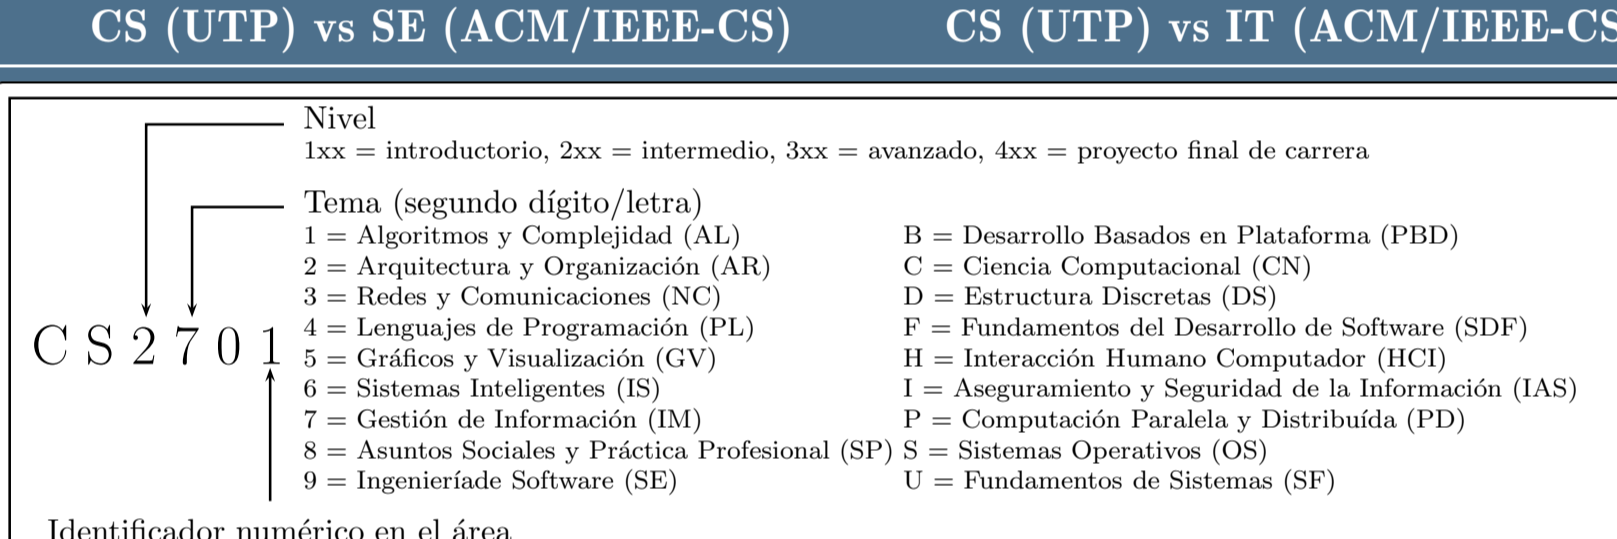 CS (UTP) vs SE (ACM/IEEE-CS)
CS (UTP) vs IT (ACM/IEEE-CS
Nivel
1xx = introductorio, 2xx = intermedio, 3xx = avanzado, 4xx = proyecto final de carrera
Tema (segundo dígito/letra)
1 = Algoritmos y Complejidad (AL)
2 = Arquitectura y Organización (AR)
3 = Redes y Comunicaciones (NC)
4 = Lenguajes de Programación (PL)
5 = Gráficos y Visualización (GV)
6 = Sistemas Inteligentes (IS)
7 = Gestión de Información (IM)
8 = Asuntos Sociales y Práctica Profesional (SP)
9 = Ingenieríade Software (SE)
B = Desarrollo Basados en Plataforma (PBD)
C = Ciencia Computacional (CN)
D = Estructura Discretas (DS)
F = Fundamentos del Desarrollo de Software (SDF)
H = Interacción Humano Computador (HCI)
I = Aseguramiento y Seguridad de la Información (IAS)
P = Computación Paralela y Distribuída (PD)
S = Sistemas Operativos (OS)
U = Fundamentos de Sistemas (SF)
C S 2 7 0 1
Identificador numérico en el área